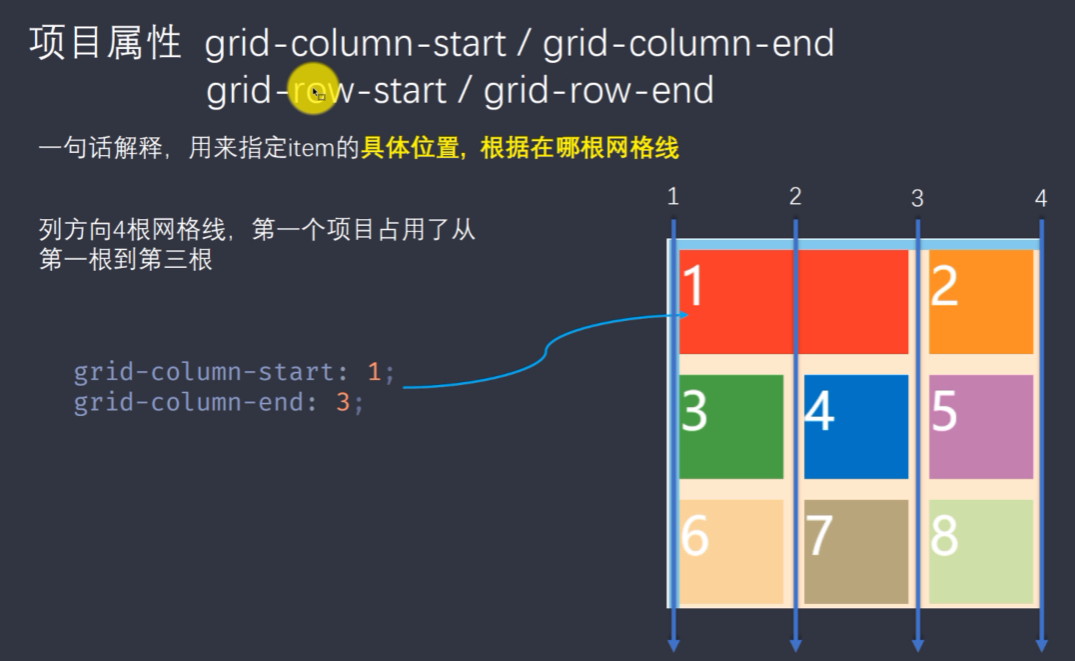 项目属性 grid-column-start / grid-column-end
grid-row-start / grid-row-end
一句话解释，用来指定item的具体位置, 根据在哪根网格线
列方向4根网格线，第一个项目占用了从
第一根到第三根
grid-column-start: 1;
grid-column-end: 3;
1 2 3 4
1 2
3 4 5
6 7 8